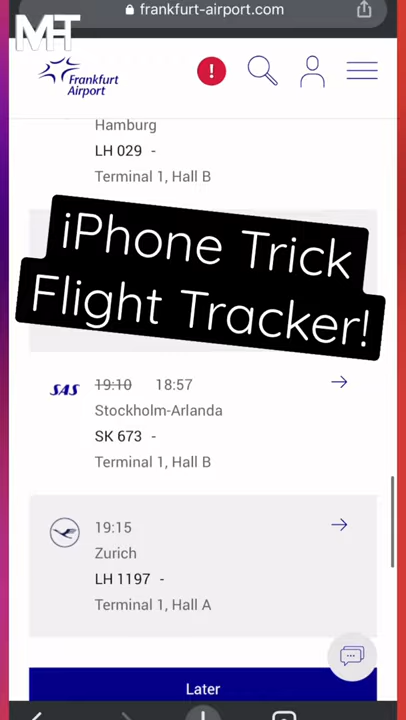 frankfurt-airport.com
MHT
Frankfurt
Airport
!
Hamburg
LH 029 -
Terminal 1, Hall B
iPhone Trick
Flight Tracker!
SAS
19:10 18:57
Stockholm-Arlanda
SK 673 -
Terminal 1, Hall B
19:15
Zurich
LH 1197 -
Terminal 1, Hall A
Later